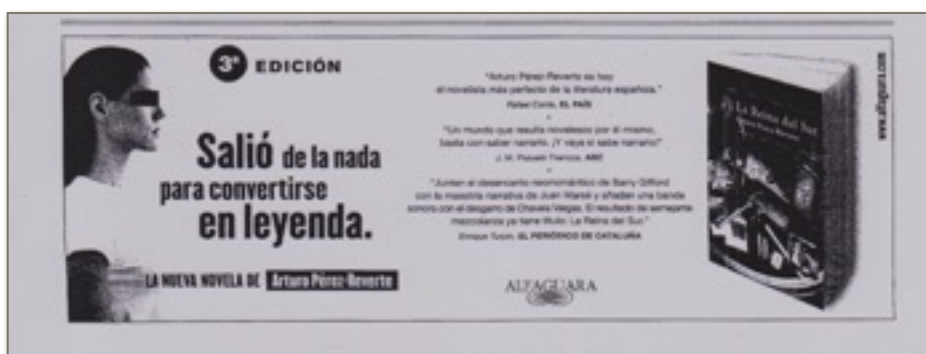 3ª EDICIÓN
Salió de la nada
para convertirse
en leyenda.
LA NUEVA NOVELA DE Arturo Pérez-Reverte
"Arturo Pérez-Reverte es hoy
el novelista más perfecto de la literatura española."
Rafael Conte, EL PAÍS
"Un mundo que resulta novelesco por él mismo,
basta con saber narrarlo. ¡Y vaya si sabe narrarlo!"
J. M. Pozuelo Yvancos, ABC
"Junten el desencanto neorromántico de Barry Gifford
con la maestría narrativa de Juan Marsé y añadan una banda
sonora con el desgarro de Chavela Vargas. El resultado de semejante
mezcolanza ya tiene título: La Reina del Sur."
Enrique Turpin, EL PERIÓDICO DE CATALUÑA
ALFAGUARA
La Reina del Sur
Arturo Pérez-Reverte